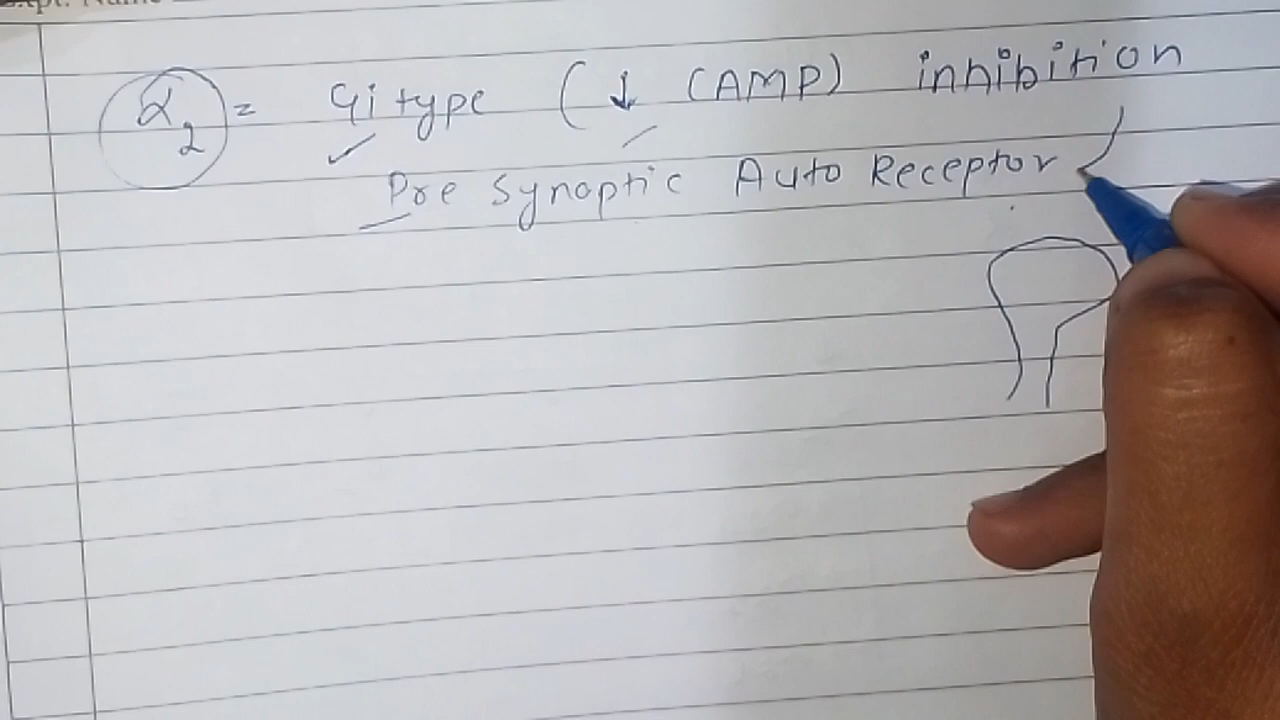 α2 = Gi type (↓ CAMP) inhibition
Pre Synaptic Auto Receptor